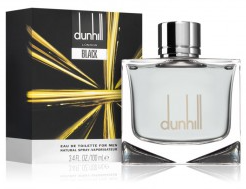 dunhill
LONDON
BLACK
EAU DE TOILETTE FOR MEN
NATURAL SPRAY VAPORISATEUR
3.4 FL.OZ/100 mL e
dunhill